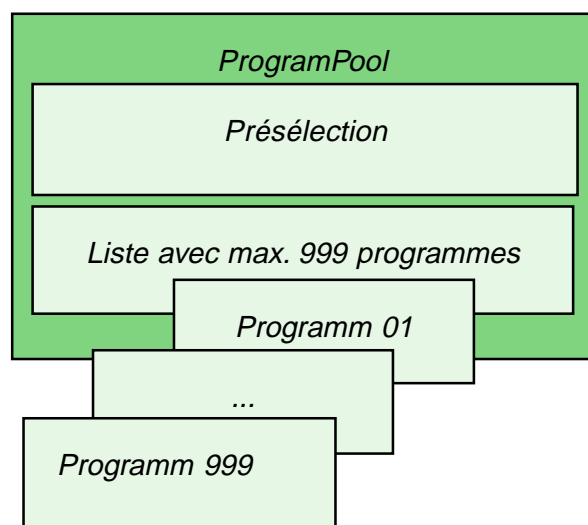 ProgramPool
Présélection
Liste avec max. 999 programmes
Programm 01
...
Programm 999